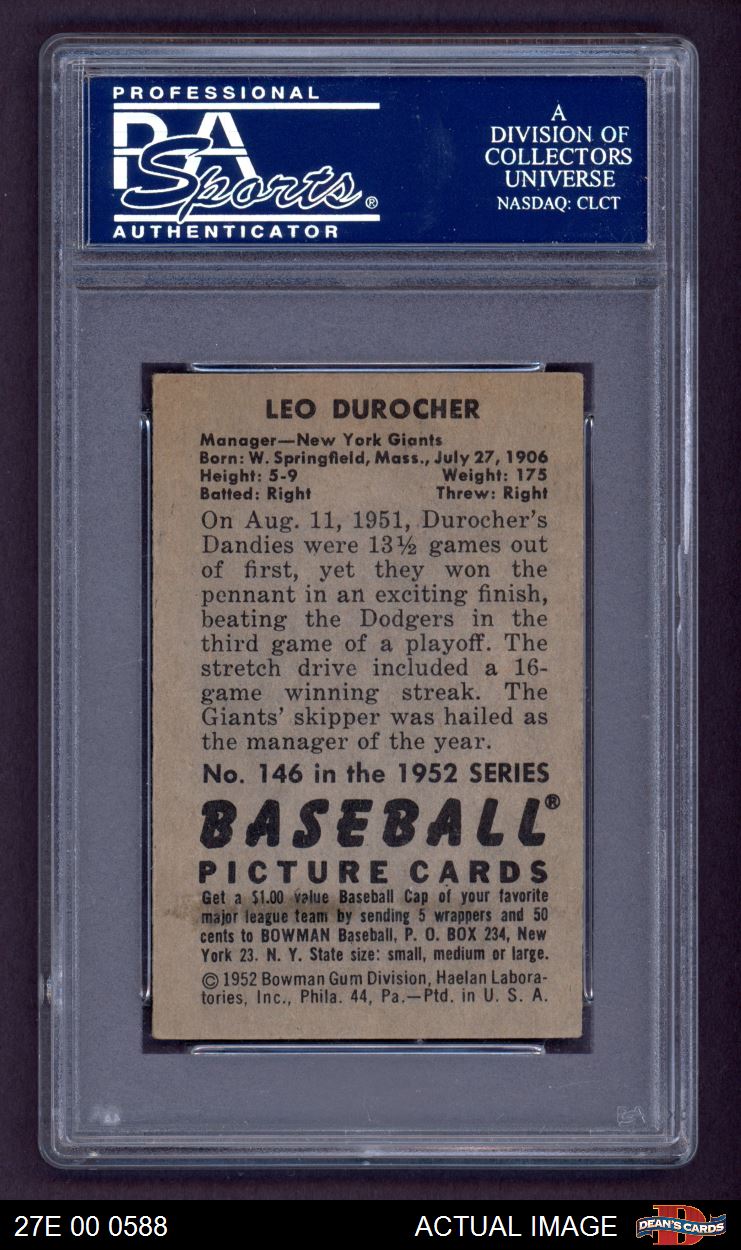 PROFESSIONAL
PSA
Sports®
AUTHENTICATOR
A
DIVISION OF
COLLECTORS
UNIVERSE
NASDAQ: CLCT
LEO DUROCHER
Manager—New York Giants
Born: W. Springfield, Mass., July 27, 1906
Height: 5-9 Weight: 175
Batted: Right Threw: Right
On Aug. 11, 1951, Durocher's
Dandies were 13½ games out
of first, yet they won the
pennant in an exciting finish,
beating the Dodgers in the
third game of a playoff. The
stretch drive included a 16-
game winning streak. The
Giants' skipper was hailed as
the manager of the year.
No. 146 in the 1952 SERIES
BASEBALL®
PICTURE CARDS
Get a $1.00 value Baseball Cap of your favorite
major league team by sending 5 wrappers and 50
cents to BOWMAN Baseball, P. O. BOX 234, New
York 23. N. Y. State size: small, medium or large.
© 1952 Bowman Gum Division, Haelan Labora-
tories, Inc., Phila. 44, Pa.—Ptd. in U. S. A.
PSA
27E 00 0588 ACTUAL IMAGE
DEAN'S CARDS